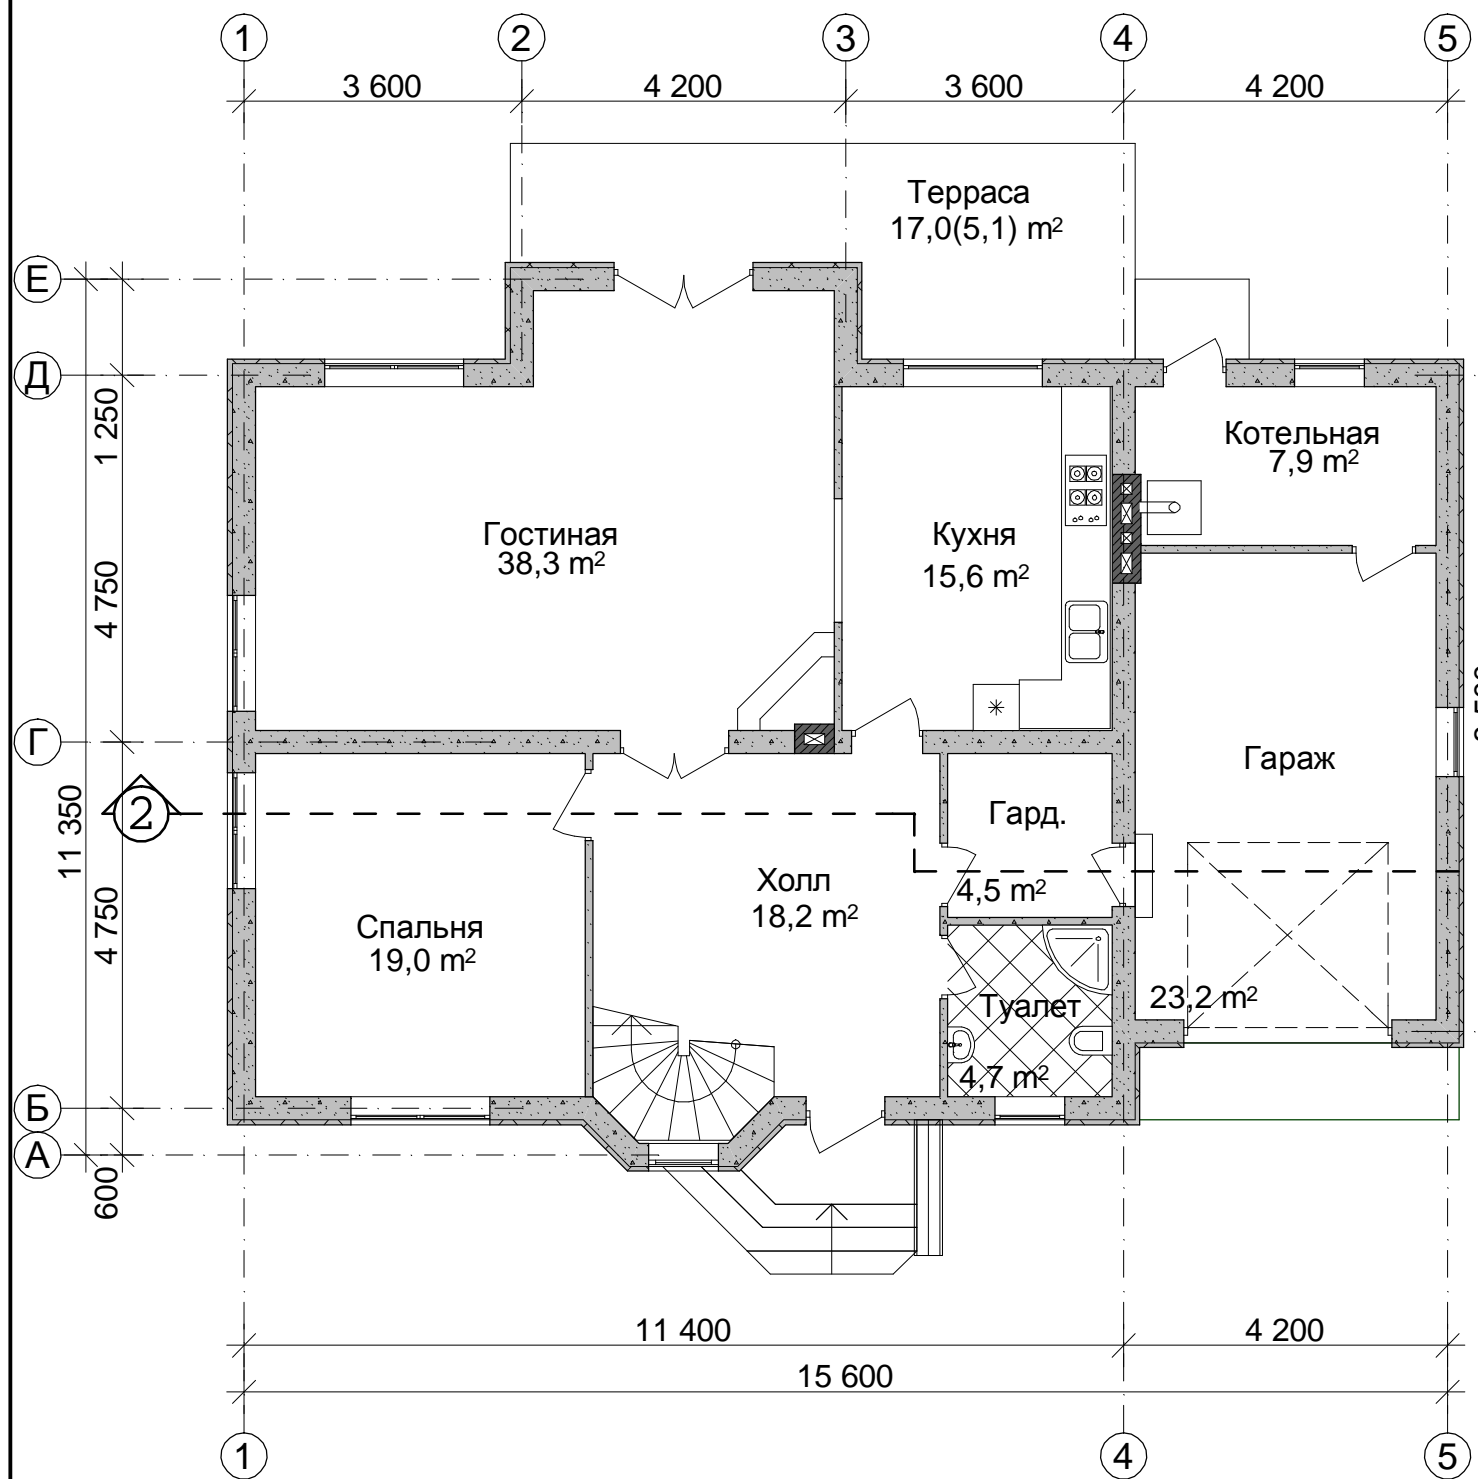 1 2 3 4 5
3 600 4 200 3 600 4 200
Терраса
17,0(5,1) m²
Е
Д
1 250
Котельная
7,9 m²
Гостиная
38,3 m²
Кухня
15,6 m²
4 750
Г
Гараж
2
11 350
Гард.
4,5 m²
Холл
18,2 m²
4 750
Спальня
19,0 m²
23,2 m²
Туалет
4,7 m²
Б
А
600
11 400 4 200
15 600
1 4 5